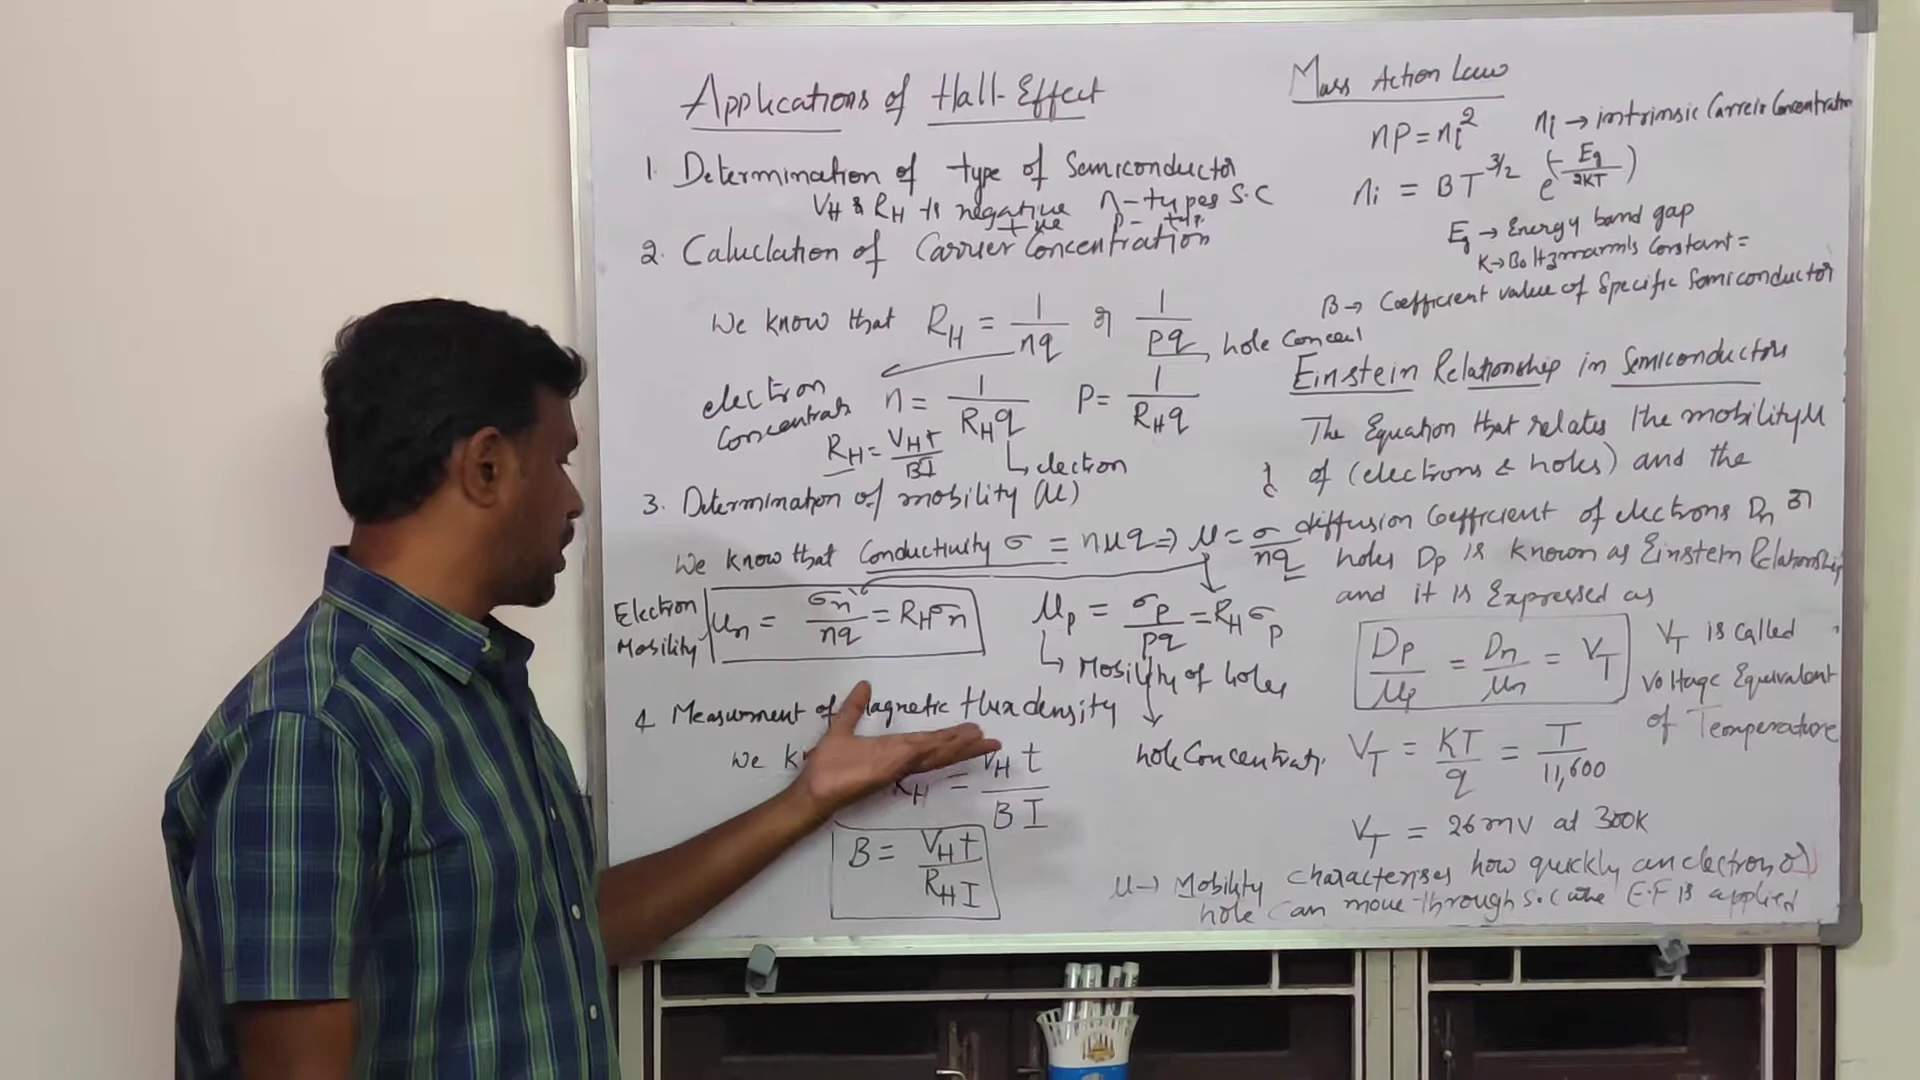 Applications of Hall-Effect
1. Determination of type of Semiconductor
VH & RH is negative n-types S.C
+ve P-typ.
2. Caluclation of Carrier Concentration
We know that RH = 1/nq or 1/Pq, hole Concent
electron Concentrats n = 1/RHq P = 1/RHq
RH = VHt/BI
→ electron
3. Determination of mobility (μ)
We know that Conductivity σ = nμq ⇒ μ = σ/nq
Electron Mobility μn = σn/nq = RHσn μp = σp/Pq = RHσp
→ Mobility of holes
4 Measurment of Magnetic flux density
hole Concentrati.
We k RH = VHt/BI
B = VHt/RHI
Mass Action Law
nP = ni²
ni → intrinsic Carreir Concentration
ni = BT^3/2 e^(-Eg/2KT)
Eg → Energy band gap
K → Boltzmann's Constant =
B → Coefficient value of Specific Semiconductor
Einstein Relationship in Semiconductors
The Equation that relates the mobility μ
of (electrons & holes) and the
diffusion Coefficient of electrons Dn or
holes Dp is known as Einstein Relationship
and it is Expressed as
Dp/μp = Dn/μn = VT
VT is Called
Voltage Equivalent
of Temperature
VT = KT/q = T/11,600
VT = 26mV at 300K
μ → Mobility characterises how quickly an electron or
hole Can move through S.C when E.F is applied